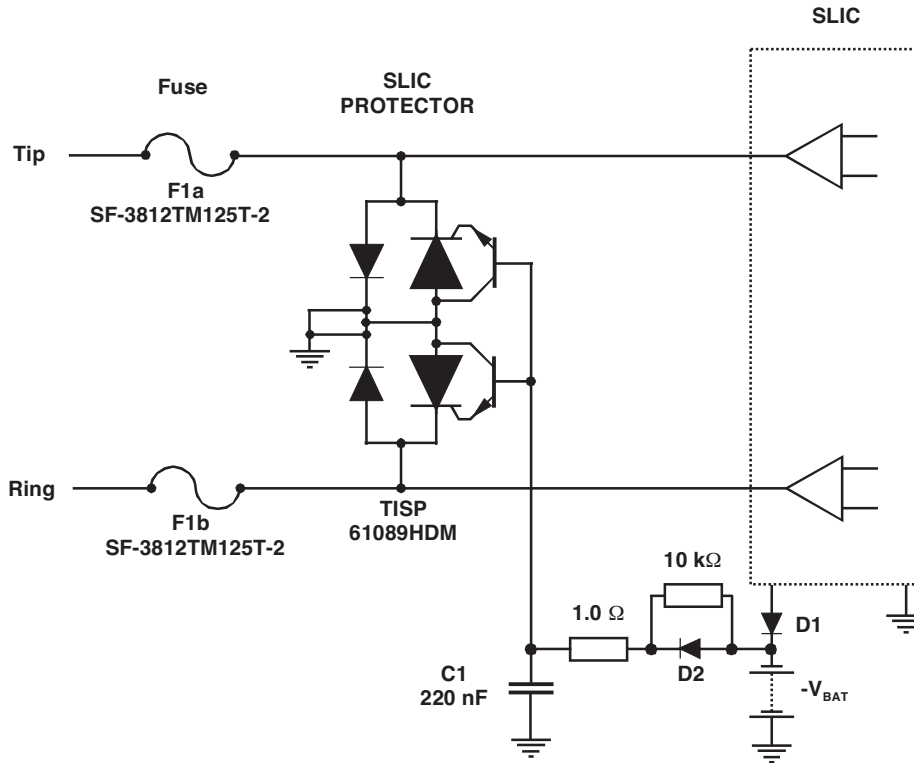 SLIC
Fuse
SLIC
PROTECTOR
Tip
F1a
SF-3812TM125T-2
Ring
F1b
SF-3812TM125T-2
TISP
61089HDM
10 kΩ
1.0 Ω
D1
D2
C1
220 nF
-VBAT